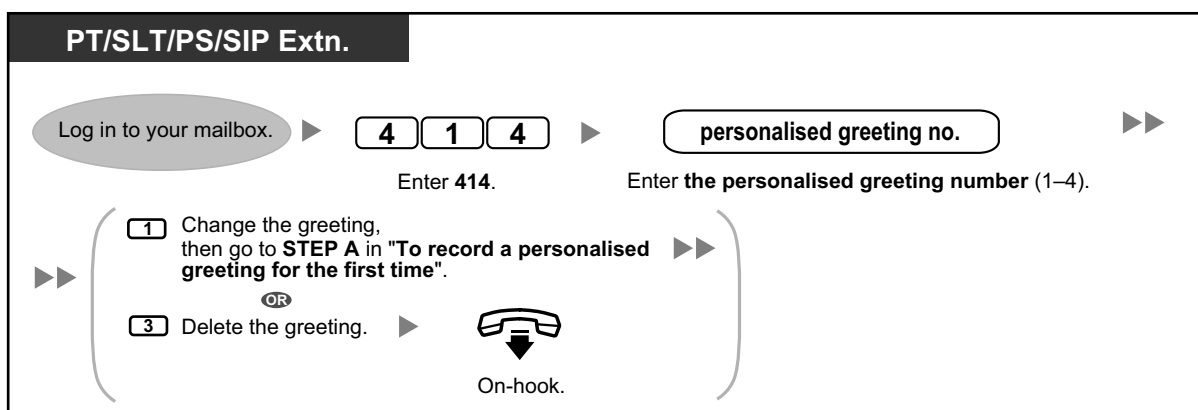 PT/SLT/PS/SIP Extn.
Log in to your mailbox.
4 1 4
personalised greeting no.
Enter 414.
Enter the personalised greeting number (1–4).
1 Change the greeting,
then go to STEP A in "To record a personalised
greeting for the first time".
OR
3 Delete the greeting.
On-hook.